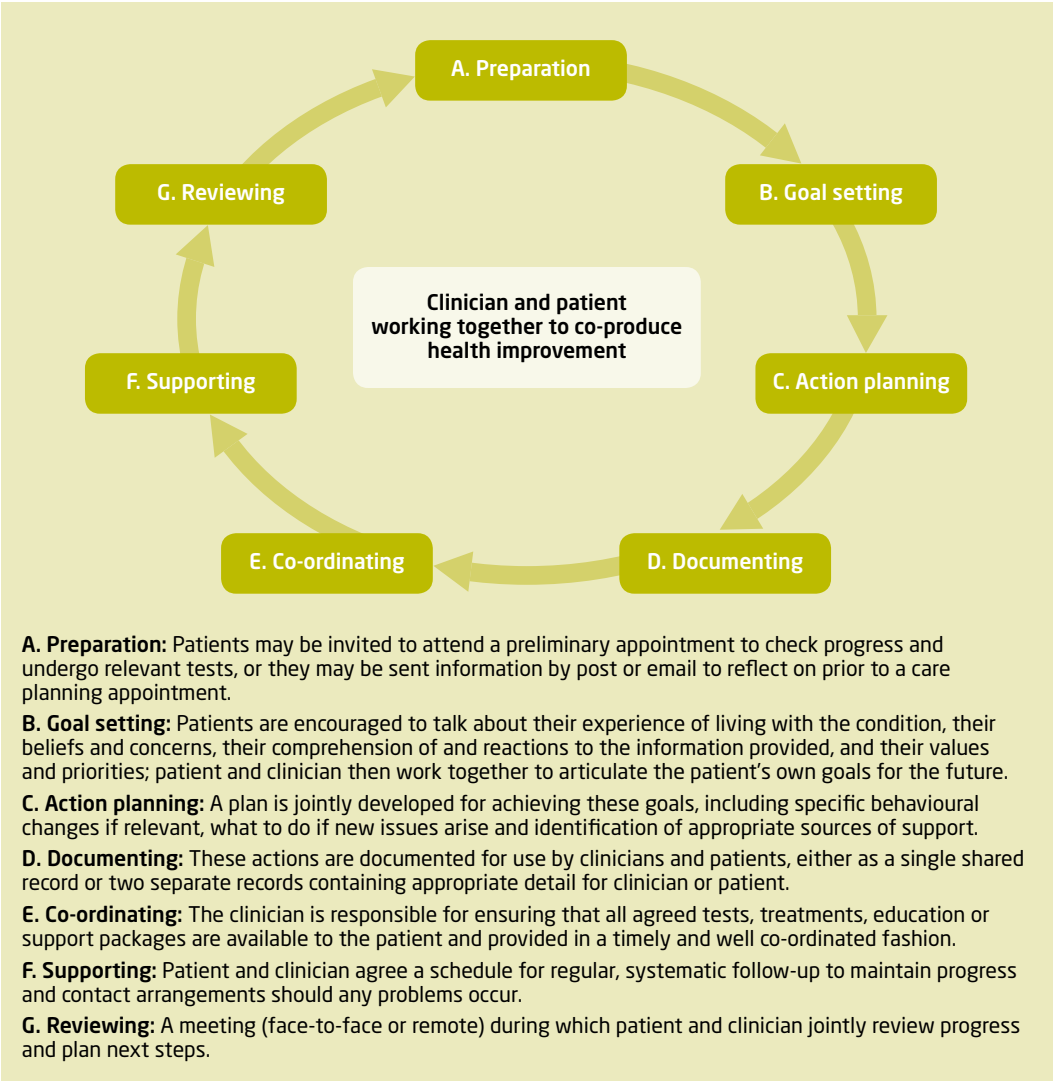 A. Preparation
G. Reviewing
B. Goal setting
Clinician and patient
working together to co-produce
health improvement
F. Supporting
C. Action planning
E. Co-ordinating
D. Documenting
A. Preparation: Patients may be invited to attend a preliminary appointment to check progress and
undergo relevant tests, or they may be sent information by post or email to reflect on prior to a care
planning appointment.
B. Goal setting: Patients are encouraged to talk about their experience of living with the condition, their
beliefs and concerns, their comprehension of and reactions to the information provided, and their values
and priorities; patient and clinician then work together to articulate the patient’s own goals for the future.
C. Action planning: A plan is jointly developed for achieving these goals, including specific behavioural
changes if relevant, what to do if new issues arise and identification of appropriate sources of support.
D. Documenting: These actions are documented for use by clinicians and patients, either as a single shared
record or two separate records containing appropriate detail for clinician or patient.
E. Co-ordinating: The clinician is responsible for ensuring that all agreed tests, treatments, education or
support packages are available to the patient and provided in a timely and well co-ordinated fashion.
F. Supporting: Patient and clinician agree a schedule for regular, systematic follow-up to maintain progress
and contact arrangements should any problems occur.
G. Reviewing: A meeting (face-to-face or remote) during which patient and clinician jointly review progress
and plan next steps.